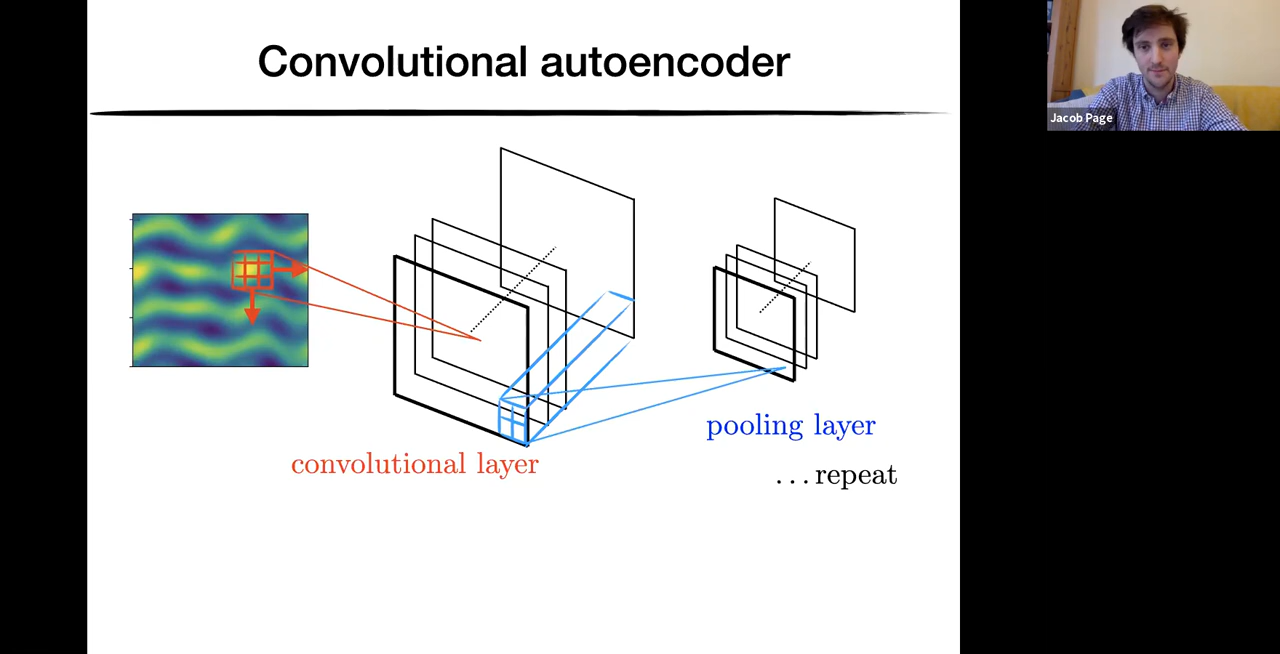 Convolutional autoencoder
Jacob Page
pooling layer
convolutional layer
...repeat